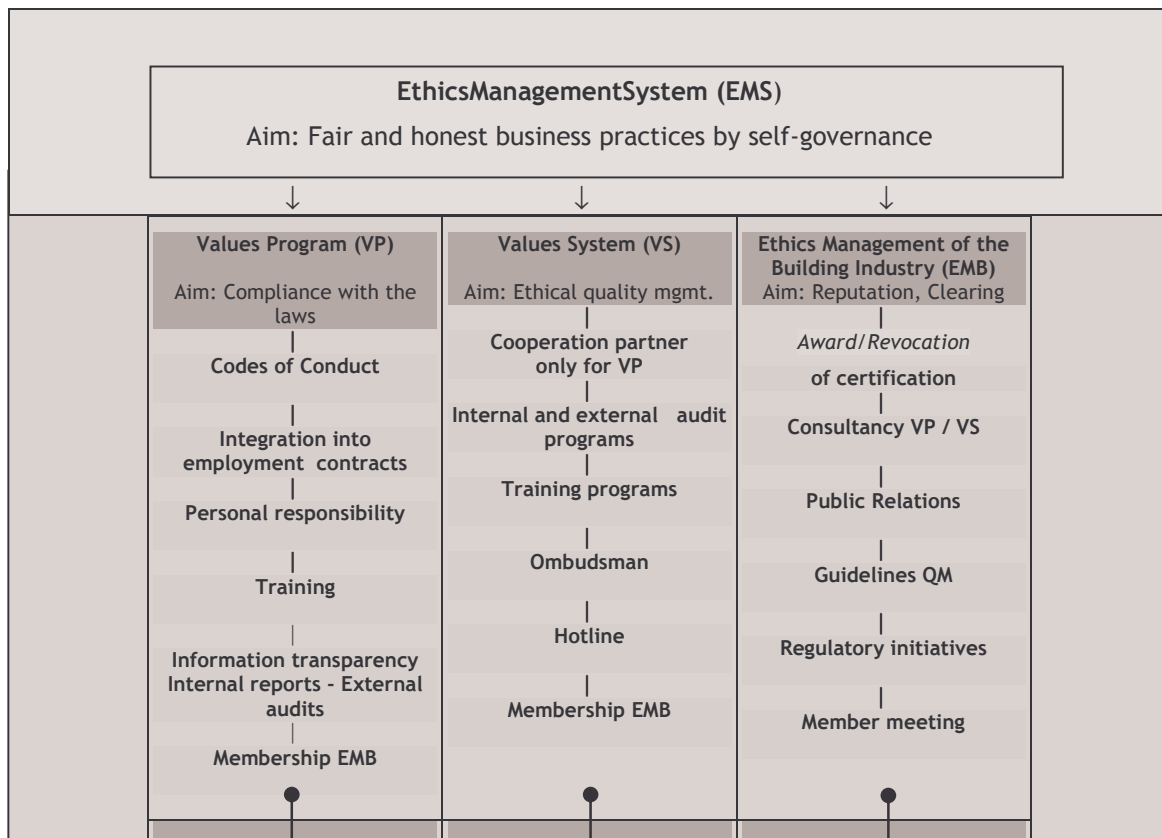 EthicsManagementSystem (EMS)
Aim: Fair and honest business practices by self-governance
↓ ↓ ↓
Values Program (VP)
Aim: Compliance with the
laws
Codes of Conduct
Integration into
employment contracts
Personal responsibility
Training
Information transparency
Internal reports - External
audits
Membership EMB
Values System (VS)
Aim: Ethical quality mgmt.
Cooperation partner
only for VP
Internal and external audit
programs
Training programs
Ombudsman
Hotline
Membership EMB
Ethics Management of the
Building Industry (EMB)
Aim: Reputation, Clearing
Award/Revocation
of certification
Consultancy VP / VS
Public Relations
Guidelines QM
Regulatory initiatives
Member meeting